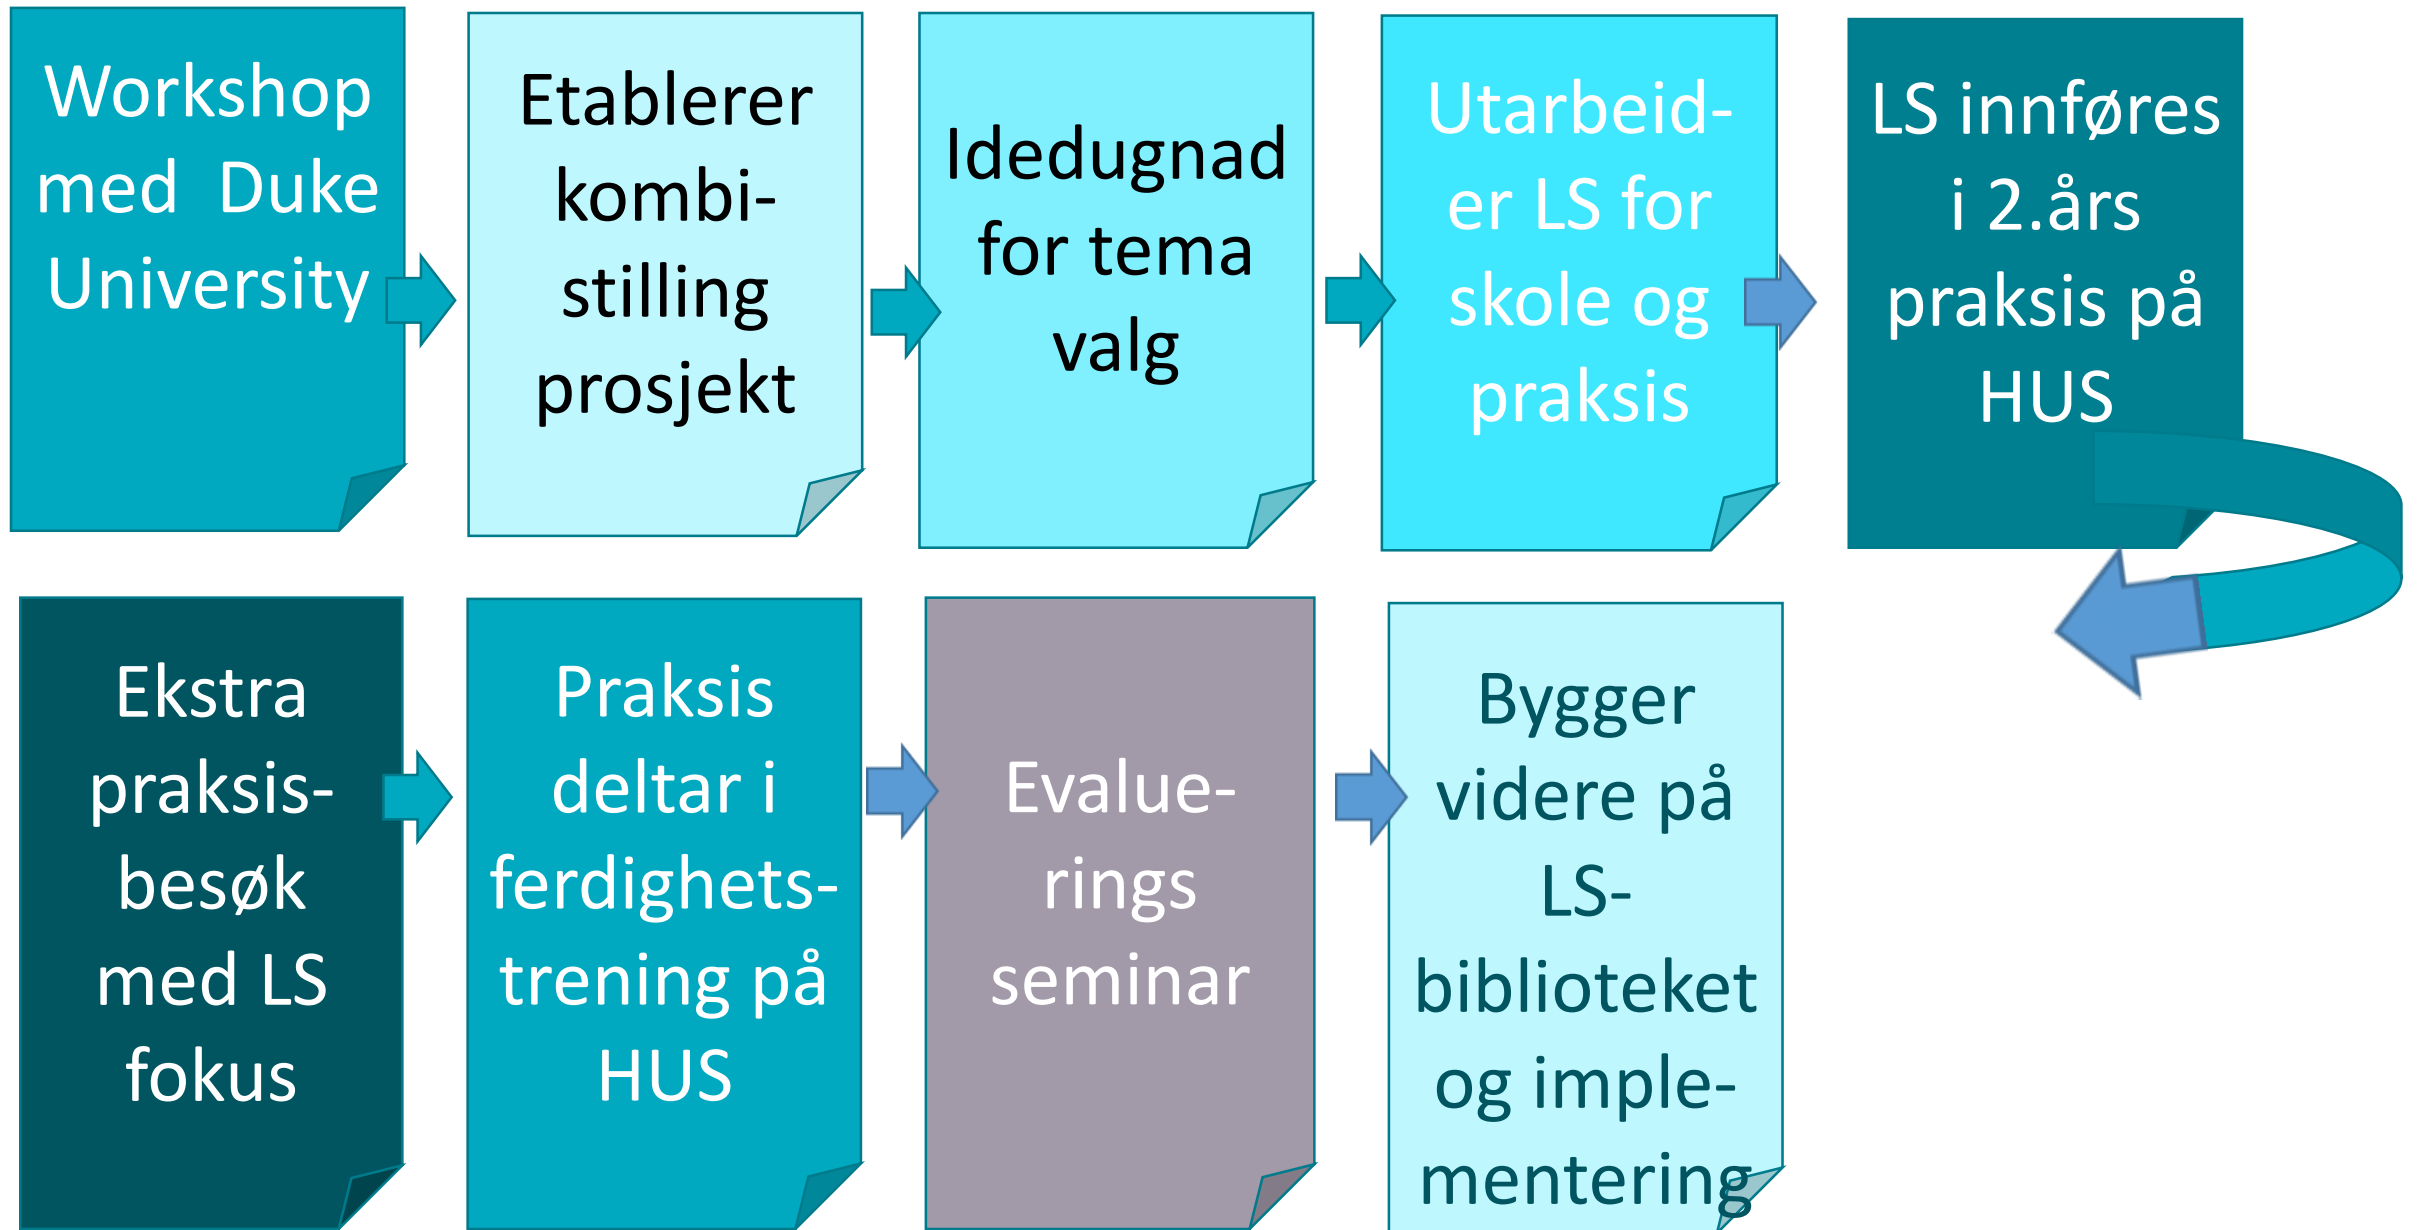 Workshop
med Duke
University
Etablerer
kombi-
stilling
prosjekt
Idedugnad
for tema
valg
Utarbeid-
er LS for
skole og
praksis
LS innføres
i 2.års
praksis på
HUS
Ekstra
praksis-
besøk
med LS
fokus
Praksis
deltar i
ferdighets-
trening på
HUS
Evalue-
rings
seminar
Bygger
videre på
LS-
biblioteket
og imple-
mentering